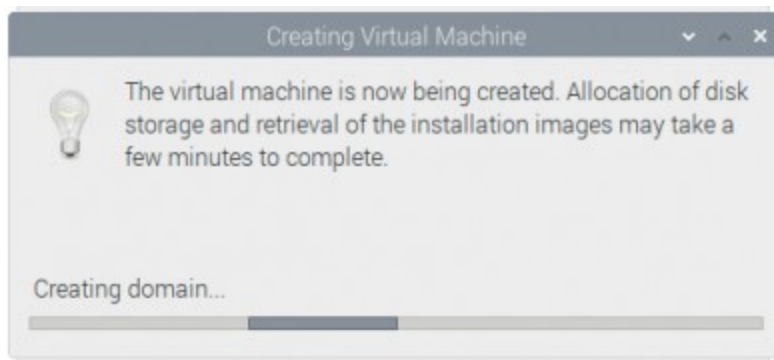 Creating Virtual Machine
The virtual machine is now being created. Allocation of disk
storage and retrieval of the installation images may take a
few minutes to complete.
Creating domain...